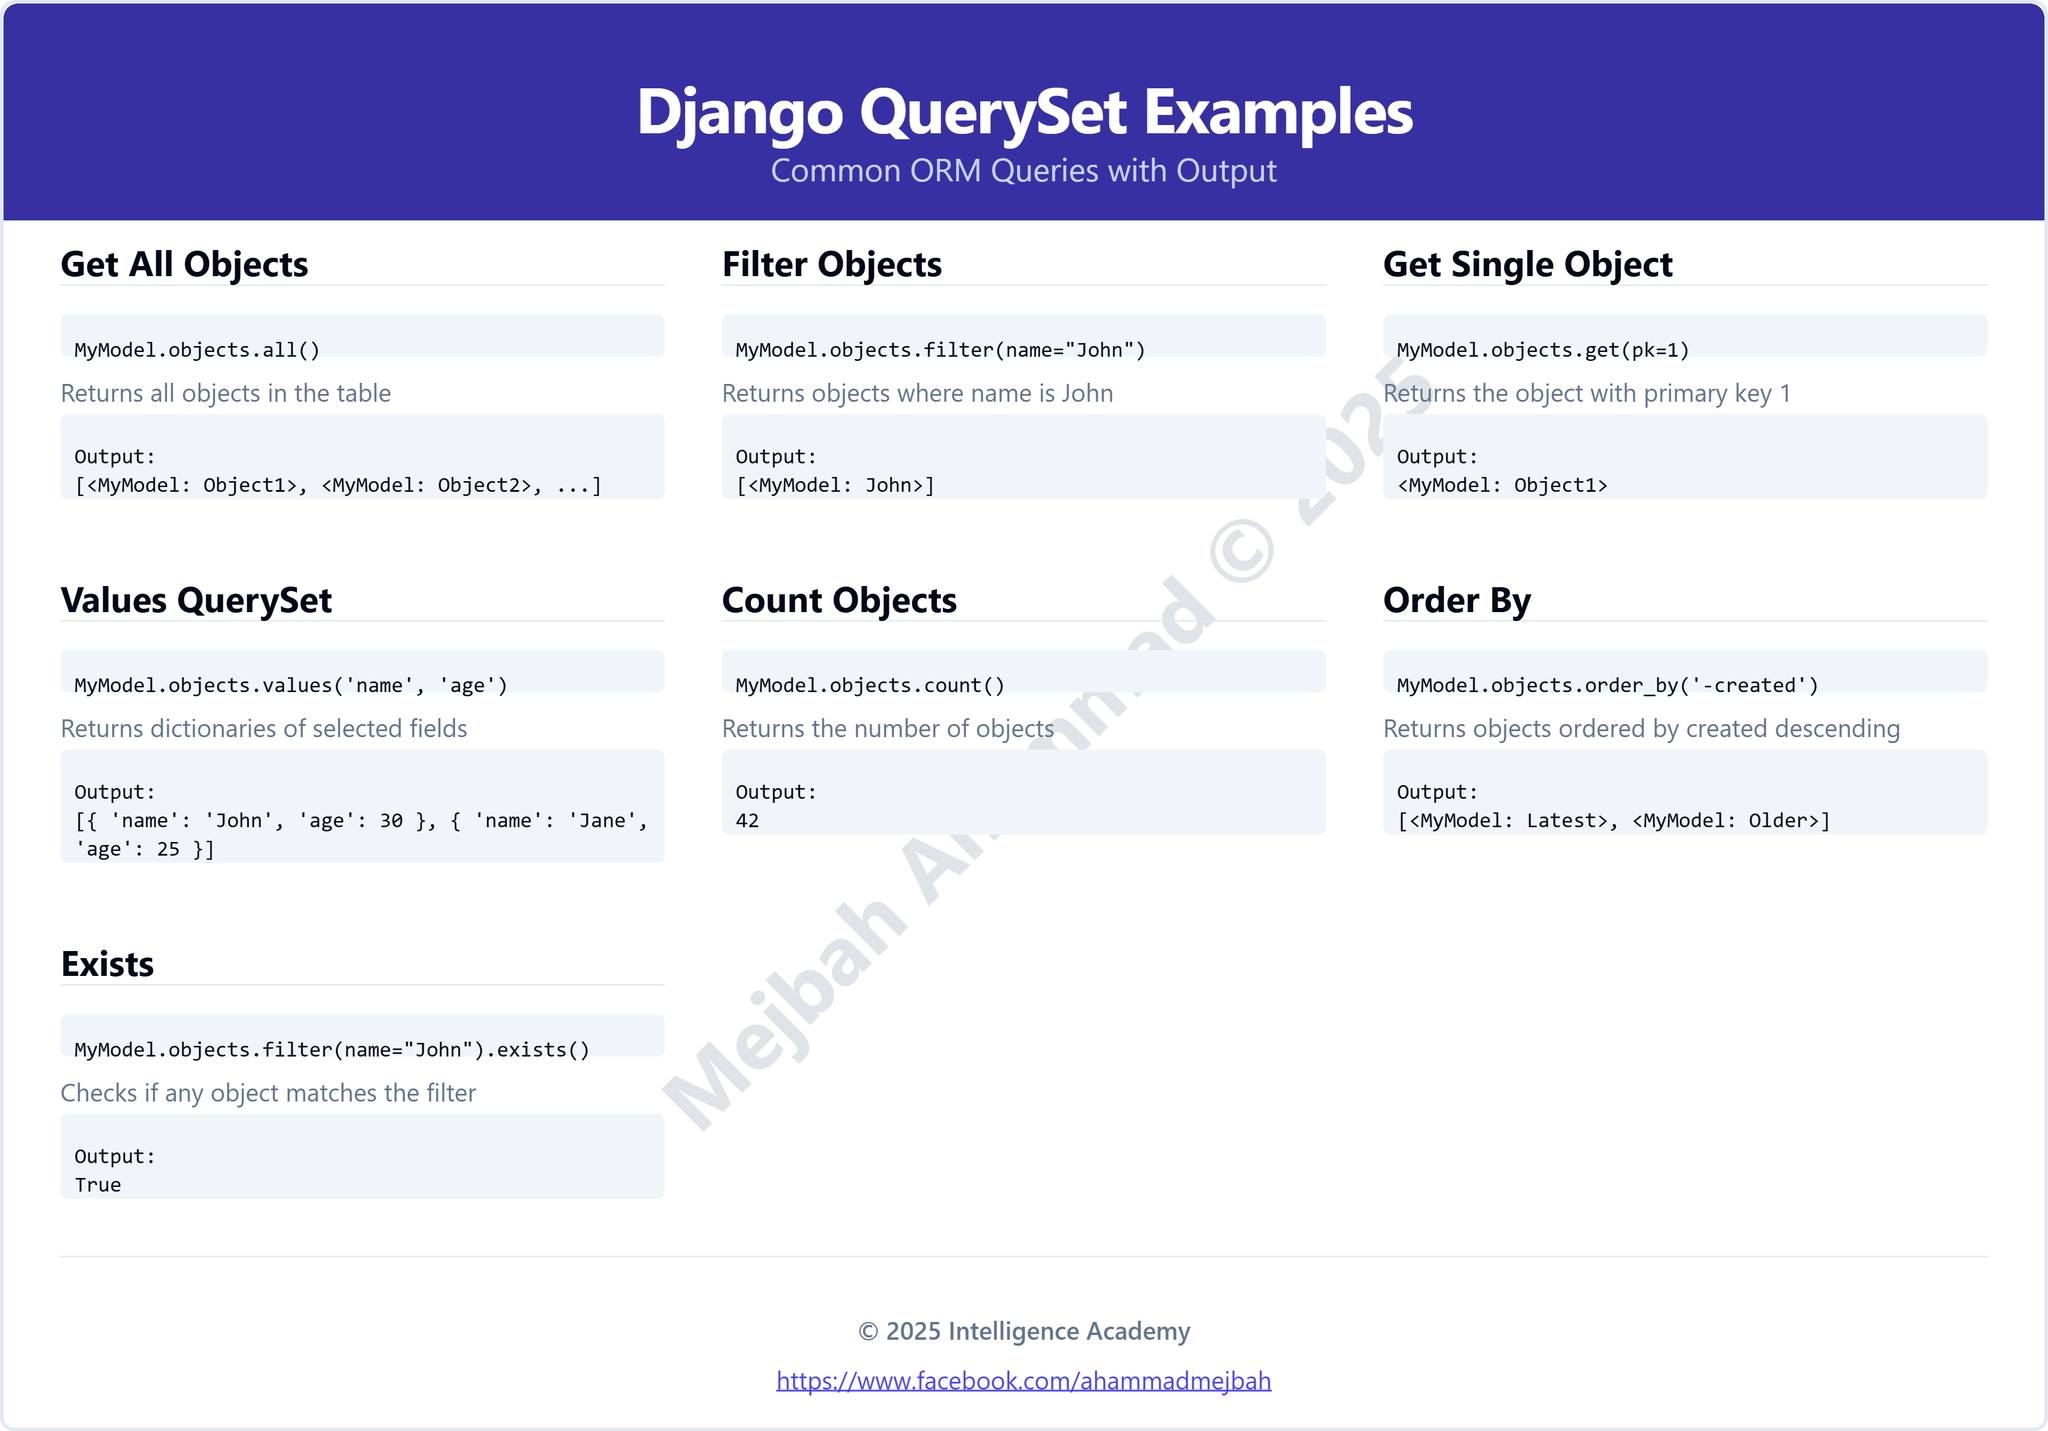 Django QuerySet Examples
Common ORM Queries with Output
Get All Objects
MyModel.objects.all()
Returns all objects in the table
Output:
[<MyModel: Object1>, <MyModel: Object2>, ...]
Filter Objects
MyModel.objects.filter(name="John")
Returns objects where name is John
Output:
[<MyModel: John>]
Get Single Object
MyModel.objects.get(pk=1)
Returns the object with primary key 1
Output:
<MyModel: Object1>
Values QuerySet
MyModel.objects.values('name', 'age')
Returns dictionaries of selected fields
Output:
[{ 'name': 'John', 'age': 30 }, { 'name': 'Jane',
'age': 25 }]
Count Objects
MyModel.objects.count()
Returns the number of objects
Output:
42
Order By
MyModel.objects.order_by('-created')
Returns objects ordered by created descending
Output:
[<MyModel: Latest>, <MyModel: Older>]
Exists
MyModel.objects.filter(name="John").exists()
Checks if any object matches the filter
Output:
True
Mejbah Ahammad © 2025
© 2025 Intelligence Academy
https://www.facebook.com/ahammadmejbah